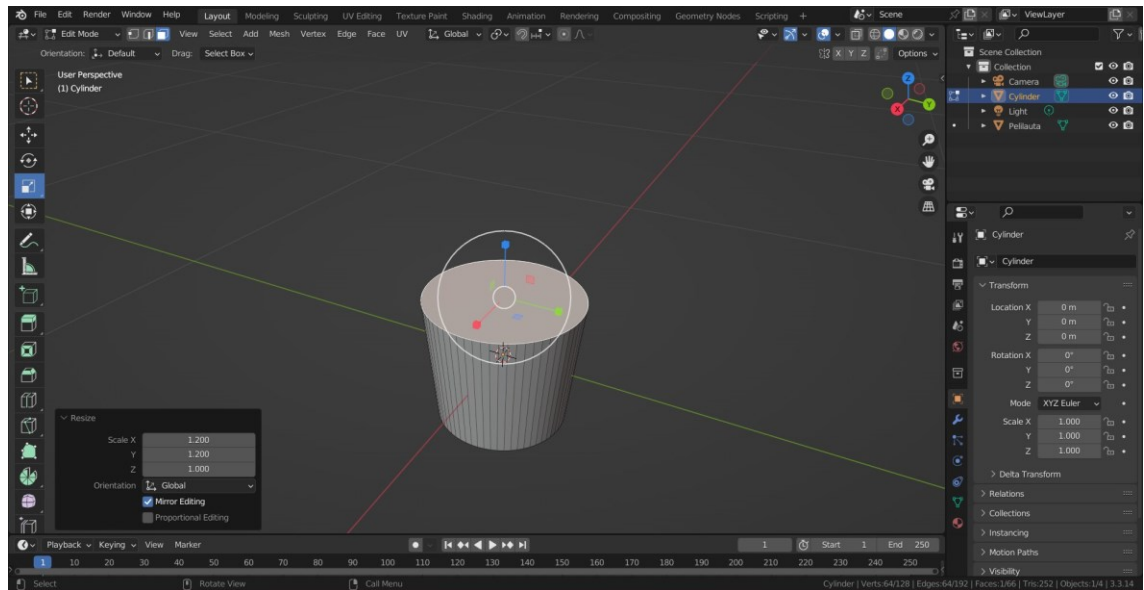 File Edit Render Window Help Layout Modeling Sculpting UV Editing Texture Paint Shading Animation Rendering Compositing Geometry Nodes Scripting + Scene ViewLayer
Edit Mode View Select Add Mesh Vertex Edge Face UV Global
Orientation: Default Drag: Select Box X Y Z Options
User Perspective
(1) Cylinder
Z
Y
X
Scene Collection
Collection
Camera
Cylinder
Light
Pelilauta
Cylinder
Cylinder
Transform
Location X 0 m
Y 0 m
Z 0 m
Rotation X 0°
Y 0°
Z 0°
Mode XYZ Euler
Scale X 1.000
Y 1.000
Z 1.000
Delta Transform
Relations
Collections
Instancing
Motion Paths
Visibility
Resize
Scale X 1.200
Y 1.200
Z 1.000
Orientation Global
Mirror Editing
Proportional Editing
Playback Keying View Marker 1 Start 1 End 250
1 10 20 30 40 50 60 70 80 90 100 110 120 130 140 150 160 170 180 190 200 210 220 230 240 250
Select Rotate View Call Menu Cylinder | Verts:64/128 | Edges:64/192 | Faces:1/66 | Tris:252 | Objects:1/4 | 3.3.14